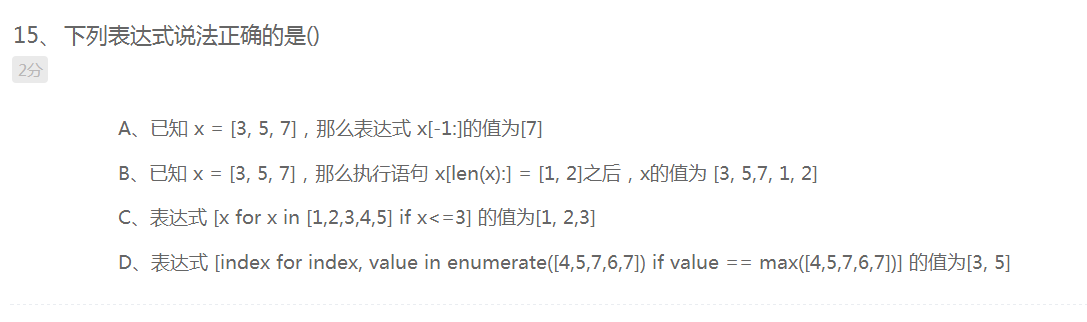 15、下列表达式说法正确的是()
2分
A、已知 x = [3, 5, 7]，那么表达式 x[-1:]的值为[7]
B、已知 x = [3, 5, 7]，那么执行语句 x[len(x):] = [1, 2]之后，x的值为 [3, 5,7, 1, 2]
C、表达式 [x for x in [1,2,3,4,5] if x<=3] 的值为[1, 2,3]
D、表达式 [index for index, value in enumerate([4,5,7,6,7]) if value == max([4,5,7,6,7])] 的值为[3, 5]